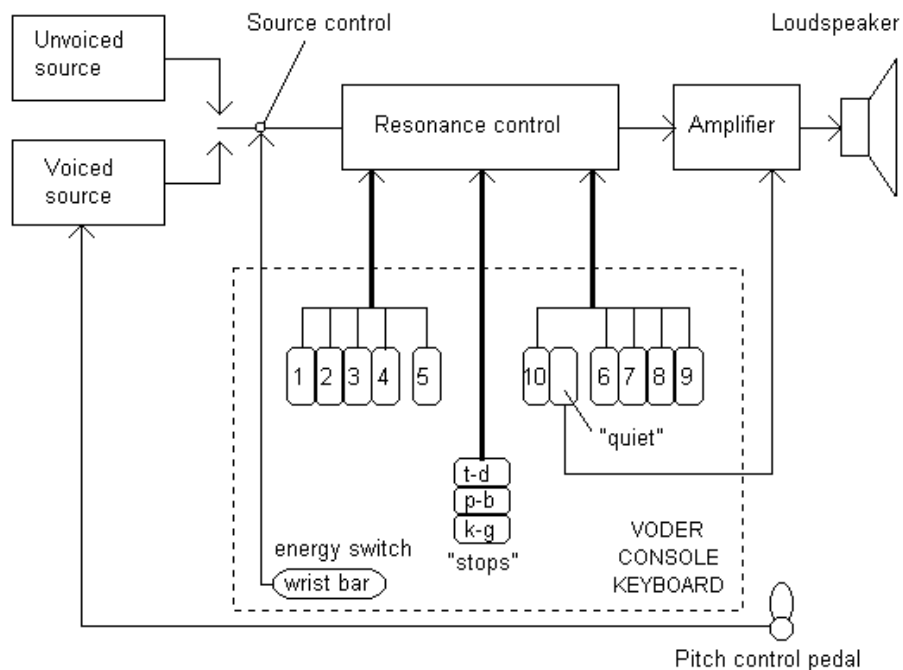 Source control
Loudspeaker
Unvoiced
source
Resonance control
Amplifier
Voiced
source
1 2 3 4 5
10 6 7 8 9
"quiet"
t-d
p-b
k-g
"stops"
energy switch
wrist bar
VODER
CONSOLE
KEYBOARD
Pitch control pedal